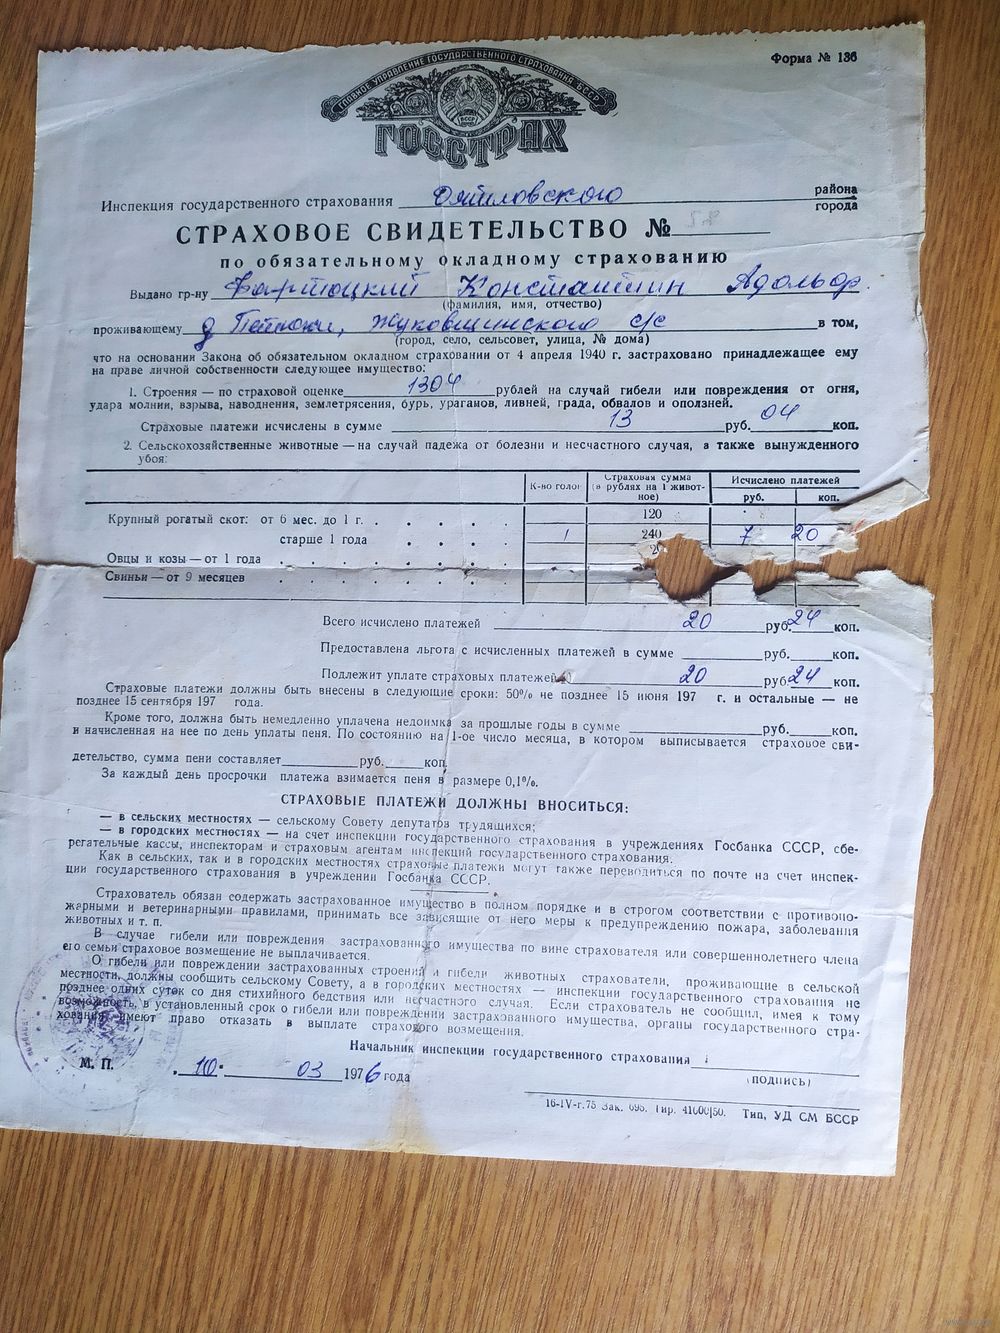 Форма № 136
ГЛАВНОЕ УПРАВЛЕНИЕ ГОСУДАРСТВЕННОГО СТРАХОВАНИЯ БССР
БССР
ГОССТРАХ
Инспекция государственного страхования района
города
СТРАХОВОЕ СВИДЕТЕЛЬСТВО №
по обязательному окладному страхованию
Выдано гр-ну Константин Адольф.
(фамилия, имя, отчество)
проживающему д Жуковщинского с/с в том,
(город, село, сельсовет, улица, № дома)
что на основании Закона об обязательном окладном страховании от 4 апреля 1940 г. застраховано принадлежащее ему
на праве личной собственности следующее имущество:
1. Строения — по страховой оценке 1304 рублей на случай гибели или повреждения от огня,
удара молнии, взрыва, наводнения, землетрясения, бурь, ураганов, ливней, града, обвалов и оползней.
Страховые платежи исчислены в сумме 13 руб. 04 коп.
2. Сельскохозяйственные животные — на случай падежа от болезни и несчастного случая, а также вынужденного
убоя:
К-во голов Страховая сумма (в рублях на 1 животное) Исчислено платежей
руб. коп.
Крупный рогатый скот: от 6 мес. до 1 г. 120
старше 1 года 1 240 7 20
Овцы и козы — от 1 года
Свиньи — от 9 месяцев
Всего исчислено платежей 20 руб. 24 коп.
Предоставлена льгота с исчисленных платежей в сумме руб. коп.
Подлежит уплате страховых платежей 20 руб. 24 коп.
Страховые платежи должны быть внесены в следующие сроки: 50% не позднее 15 июня 197 г. и остальные — не
позднее 15 сентября 197 года.
Кроме того, должна быть немедленно уплачена недоимка за прошлые годы в сумме руб. коп.
и начисленная на нее по день уплаты пеня. По состоянию на 1-ое число месяца, в котором выписывается страховое сви-
детельство, сумма пени составляет руб. коп.
За каждый день просрочки платежа взимается пеня в размере 0,1%.
СТРАХОВЫЕ ПЛАТЕЖИ ДОЛЖНЫ ВНОСИТЬСЯ:
— в сельских местностях — сельскому Совету депутатов трудящихся;
— в городских местностях — на счет инспекции государственного страхования в учреждениях Госбанка СССР, сбе-
регательные кассы, инспекторам и страховым агентам инспекций государственного страхования.
Как в сельских, так и в городских местностях страховые платежи могут также переводиться по почте на счет инспек-
ции государственного страхования в учреждении Госбанка СССР.
Страхователь обязан содержать застрахованное имущество в полном порядке и в строгом соответствии с противопо-
жарными и ветеринарными правилами, принимать все зависящие от него меры к предупреждению пожара, заболевания
животных и т. п.
В случае гибели или повреждения застрахованного имущества по вине страхователя или совершеннолетнего члена
его семьи страховое возмещение не выплачивается.
О гибели или повреждении застрахованных строений и гибели животных страхователи, проживающие в сельской
местности, должны сообщить сельскому Совету, а в городских местностях — инспекции государственного страхования не
позднее одних суток со дня стихийного бедствия или несчастного случая. Если страхователь не сообщил, имея к тому
возможность, в установленный срок о гибели или повреждении застрахованного имущества, органы государственного стра-
хования имеют право отказать в выплате страхового возмещения.
Начальник инспекции государственного страхования
(подпись)
М. П. 10 03 1976 года
16-IV-г.75 Зак. 695. Тир. 41000|50. Тип, УД СМ БССР